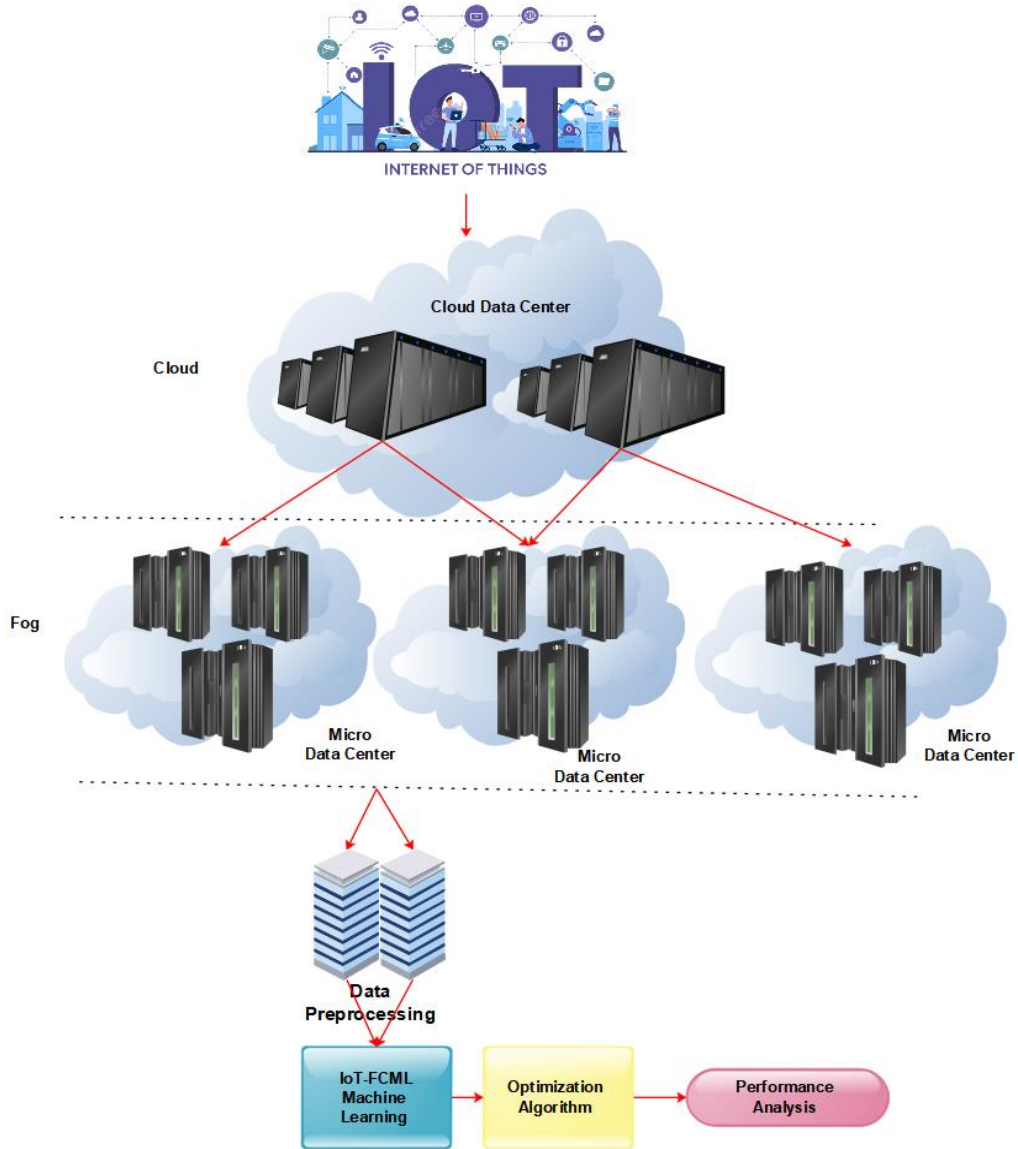 IOT
INTERNET OF THINGS
Cloud Data Center
Cloud
Fog
Micro
Data Center
Micro
Data Center
Micro
Data Center
Data
Preprocessing
IoT-FCML
Machine
Learning
Optimization
Algorithm
Performance
Analysis